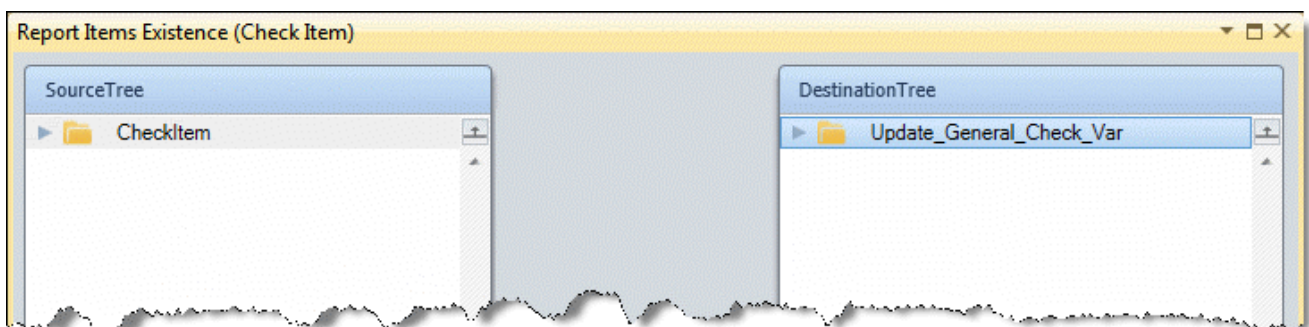 Report Items Existence (Check Item)
SourceTree
CheckItem
DestinationTree
Update_General_Check_Var